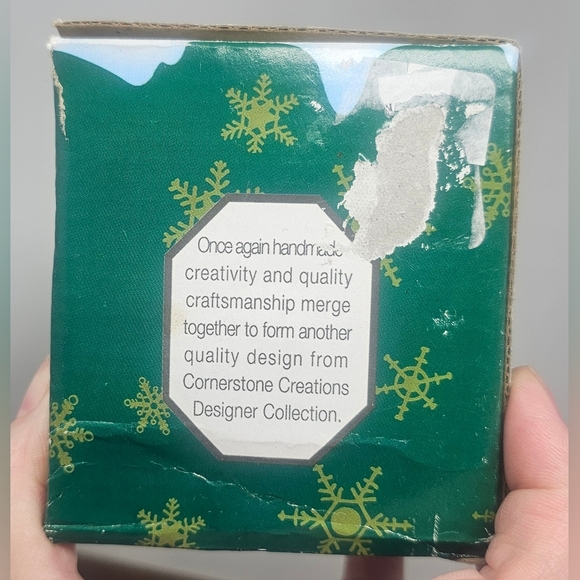 Once again handmade
creativity and quality
craftsmanship merge
together to form another
quality design from
Cornerstone Creations
Designer Collection.